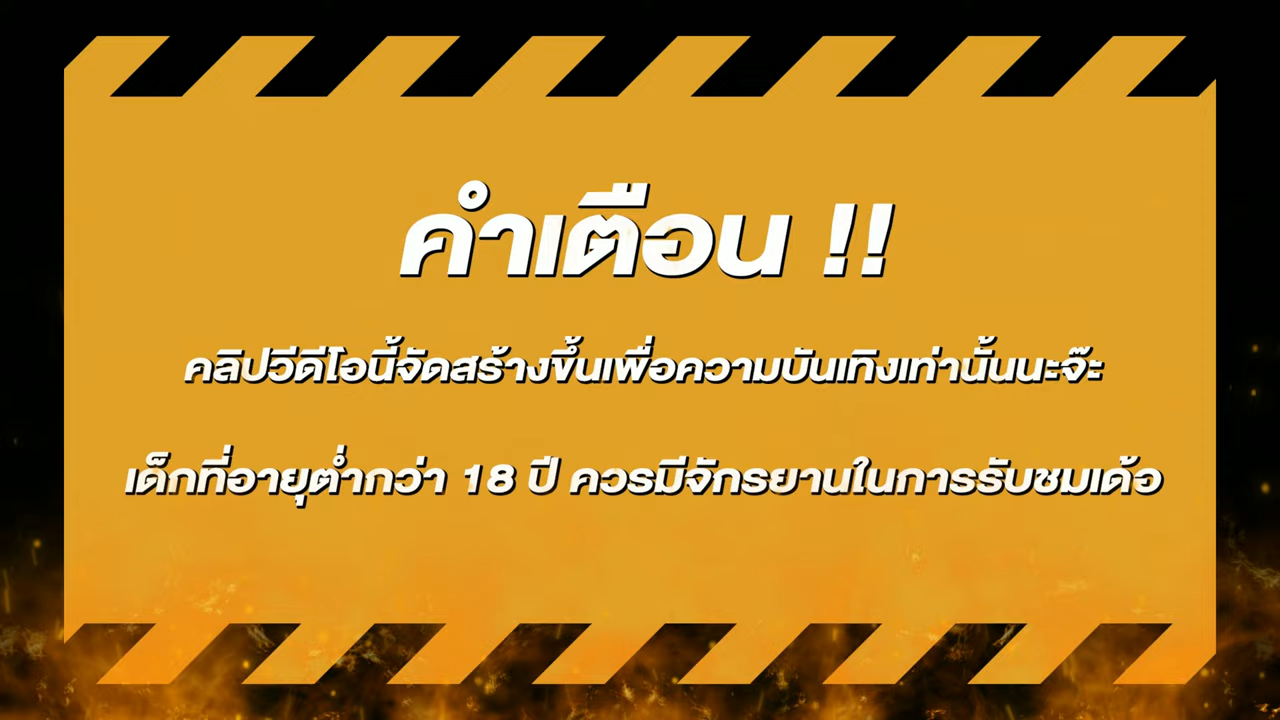 คำเตือน !!
คลิปวีดีโอนี้จัดสร้างขึ้นเพื่อความบันเทิงเท่านั้นนะจ๊ะ
เด็กที่อายุต่ำกว่า 18 ปี ควรมีจักรยานในการรับชมเด้อ